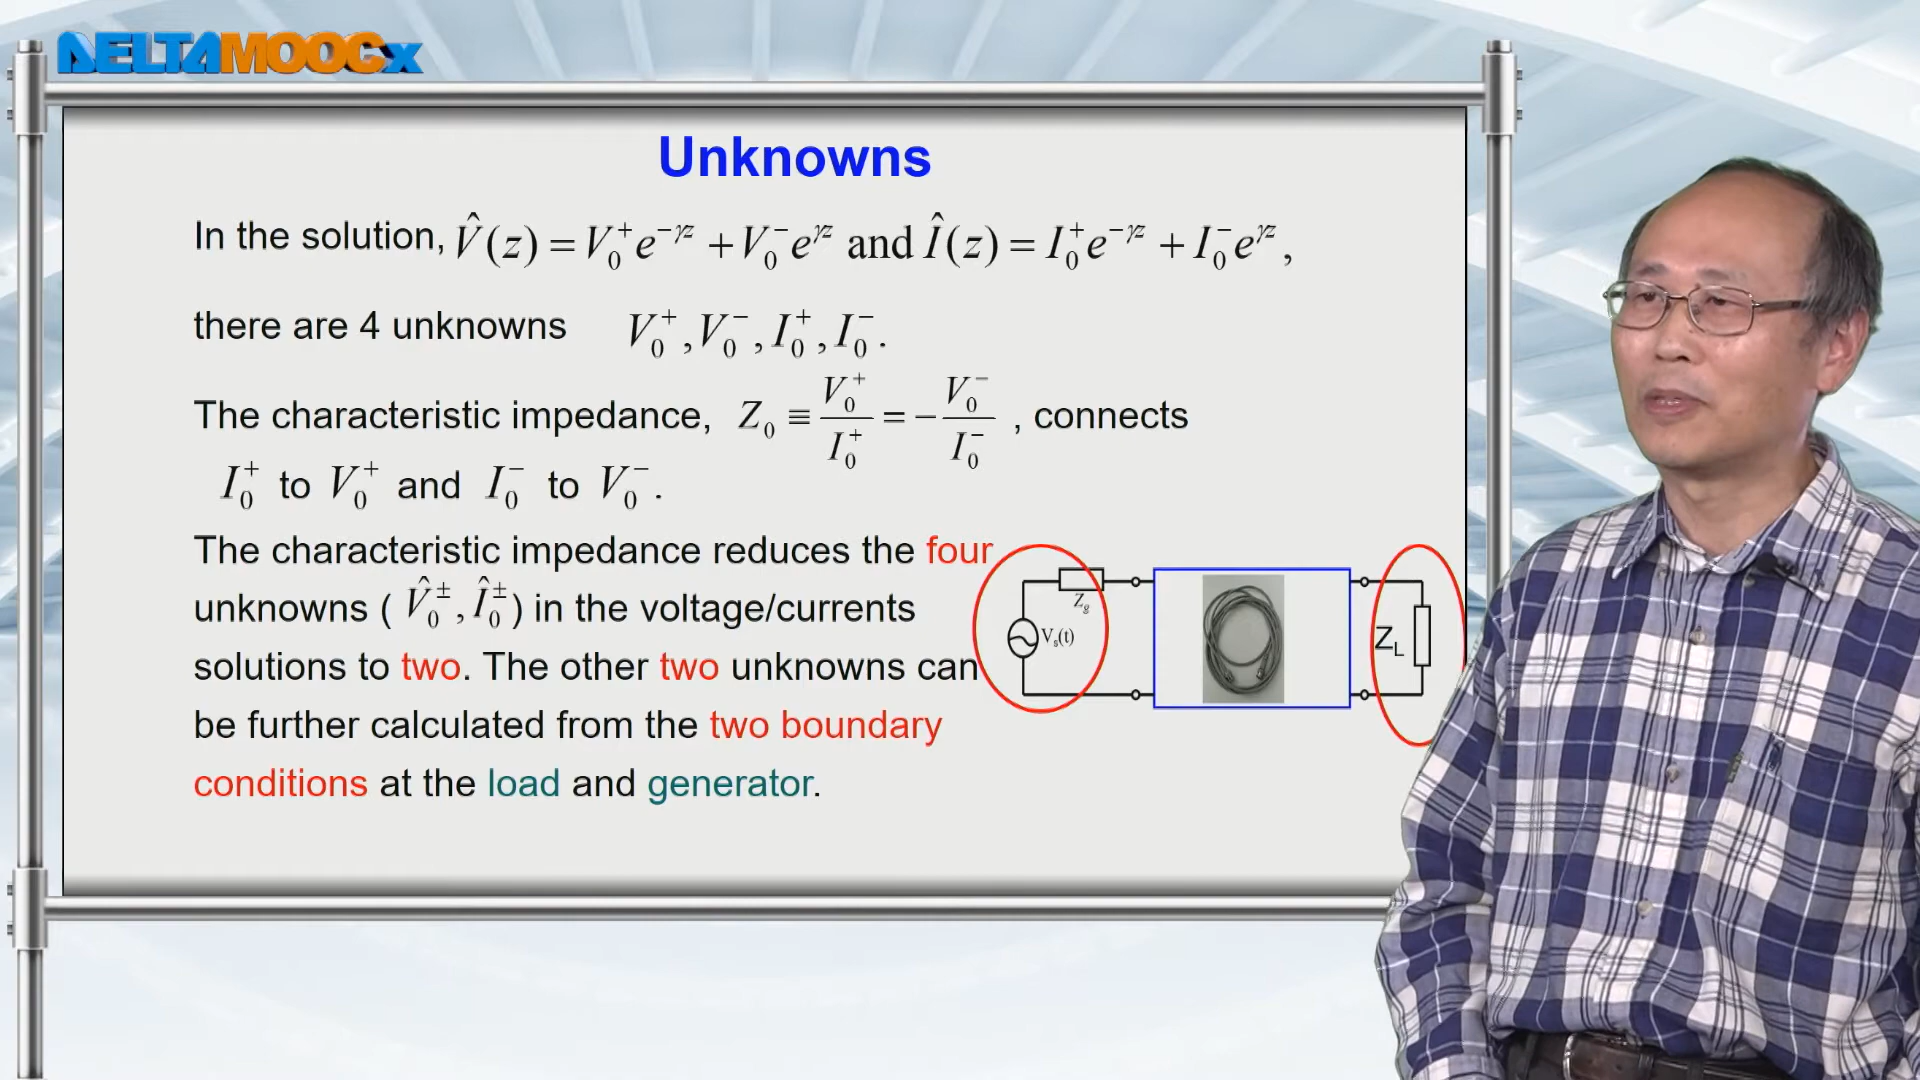 DELTAMOOCx
Unknowns
In the solution, V̂(z) = V₀⁺e^{−γz} + V₀⁻e^{γz} and Î(z) = I₀⁺e^{−γz} + I₀⁻e^{γz} ,
there are 4 unknowns V₀⁺, V₀⁻, I₀⁺, I₀⁻.
The characteristic impedance, Z₀ ≡ V₀⁺/I₀⁺ = − V₀⁻/I₀⁻ , connects
I₀⁺ to V₀⁺ and I₀⁻ to V₀⁻.
The characteristic impedance reduces the four
unknowns ( V̂₀^±, Î₀^± ) in the voltage/currents
solutions to two. The other two unknowns can
be further calculated from the two boundary
conditions at the load and generator.
Z_g
V_s(t)
Z_L